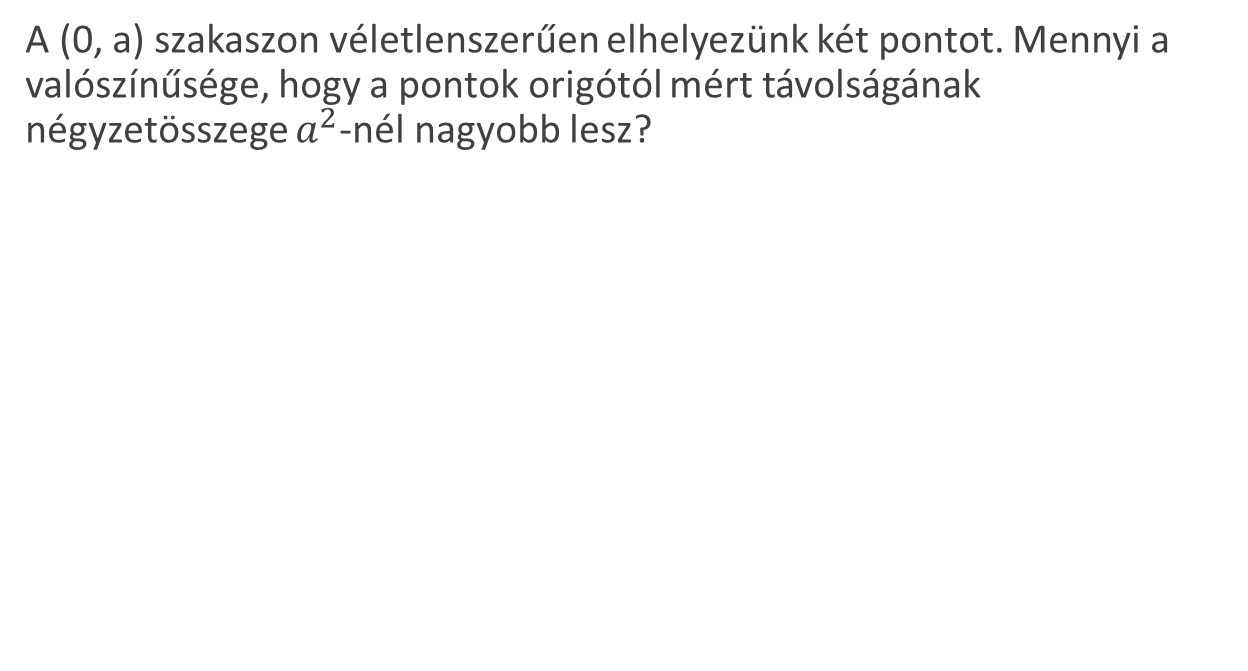 A (0, a) szakaszon véletlenszerűen elhelyezünk két pontot. Mennyi a
valószínűsége, hogy a pontok origótól mért távolságának
négyzetösszege 𝑎²-nél nagyobb lesz?